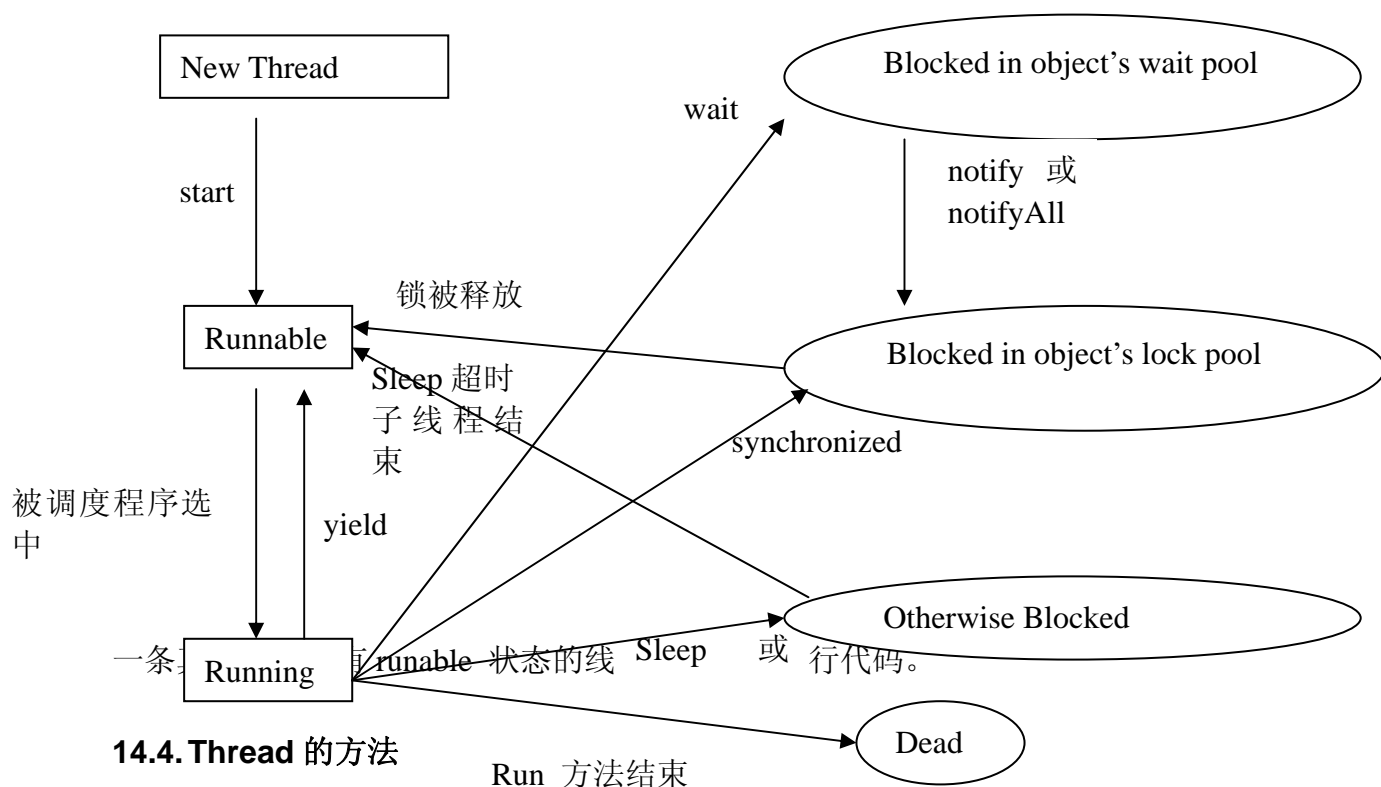 New Thread
Blocked in object's wait pool
wait
start
notify 或
notifyAll
锁被释放
Runnable
Blocked in object's lock pool
Sleep 超时
子线程结
束
synchronized
被调度程序选
中
yield
Otherwise Blocked
一条 runable 状态的线 Sleep 或 行代码。
Running
Dead
14.4. Thread 的方法
Run 方法结束